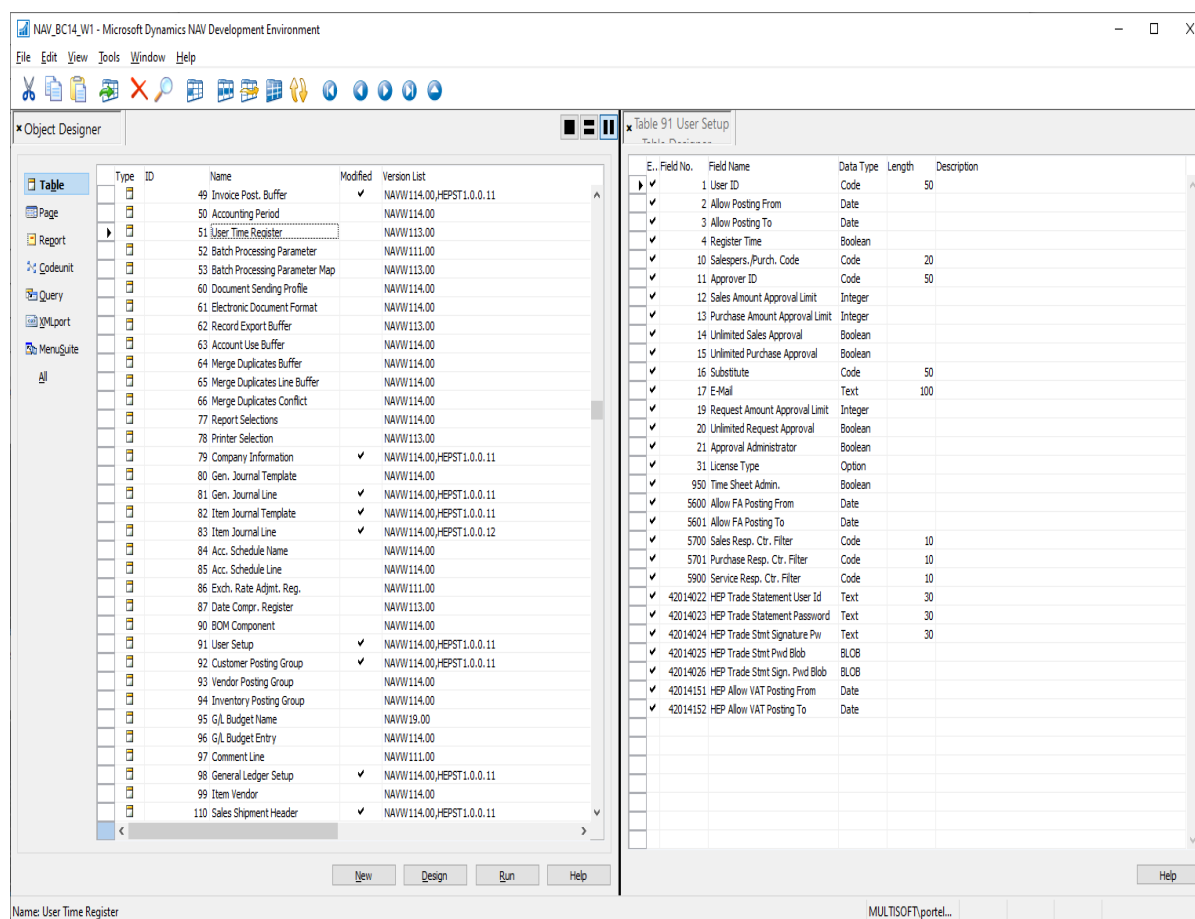 NAV_BC14_W1 - Microsoft Dynamics NAV Development Environment
File Edit View Tools Window Help
Object Designer
Table
Page
Report
Codeunit
Query
XMLport
MenuSuite
All
Type ID Name Modified Version List
49 Invoice Post. Buffer NAVW114.00,HEPST1.0.0.11
50 Accounting Period NAVW114.00
51 User Time Register NAVW113.00
52 Batch Processing Parameter NAVW111.00
53 Batch Processing Parameter Map NAVW113.00
60 Document Sending Profile NAVW114.00
61 Electronic Document Format NAVW114.00
62 Record Export Buffer NAVW113.00
63 Account Use Buffer NAVW114.00
64 Merge Duplicates Buffer NAVW114.00
65 Merge Duplicates Line Buffer NAVW114.00
66 Merge Duplicates Conflict NAVW114.00
77 Report Selections NAVW114.00
78 Printer Selection NAVW113.00
79 Company Information NAVW114.00,HEPST1.0.0.11
80 Gen. Journal Template NAVW114.00
81 Gen. Journal Line NAVW114.00,HEPST1.0.0.11
82 Item Journal Template NAVW114.00,HEPST1.0.0.11
83 Item Journal Line NAVW114.00,HEPST1.0.0.12
84 Acc. Schedule Name NAVW114.00
85 Acc. Schedule Line NAVW114.00
86 Exch. Rate Adjmt. Reg. NAVW111.00
87 Date Compr. Register NAVW113.00
90 BOM Component NAVW114.00
91 User Setup NAVW114.00,HEPST1.0.0.11
92 Customer Posting Group NAVW114.00,HEPST1.0.0.11
93 Vendor Posting Group NAVW114.00
94 Inventory Posting Group NAVW114.00
95 G/L Budget Name NAVW19.00
96 G/L Budget Entry NAVW114.00
97 Comment Line NAVW111.00
98 General Ledger Setup NAVW114.00,HEPST1.0.0.11
99 Item Vendor NAVW114.00
110 Sales Shipment Header NAVW114.00,HEPST1.0.0.11
New Design Run Help
Table 91 User Setup
Table Designer
E.. Field No. Field Name Data Type Length Description
1 User ID Code 50
2 Allow Posting From Date
3 Allow Posting To Date
4 Register Time Boolean
10 Salespers./Purch. Code Code 20
11 Approver ID Code 50
12 Sales Amount Approval Limit Integer
13 Purchase Amount Approval Limit Integer
14 Unlimited Sales Approval Boolean
15 Unlimited Purchase Approval Boolean
16 Substitute Code 50
17 E-Mail Text 100
19 Request Amount Approval Limit Integer
20 Unlimited Request Approval Boolean
21 Approval Administrator Boolean
31 License Type Option
950 Time Sheet Admin. Boolean
5600 Allow FA Posting From Date
5601 Allow FA Posting To Date
5700 Sales Resp. Ctr. Filter Code 10
5701 Purchase Resp. Ctr. Filter Code 10
5900 Service Resp. Ctr. Filter Code 10
42014022 HEP Trade Statement User Id Text 30
42014023 HEP Trade Statement Password Text 30
42014024 HEP Trade Stmt Signature Pw Text 30
42014025 HEP Trade Stmt Pwd Blob BLOB
42014026 HEP Trade Stmt Sign. Pwd Blob BLOB
42014151 HEP Allow VAT Posting From Date
42014152 HEP Allow VAT Posting To Date
Help
Name: User Time Register MULTISOFT\portel...